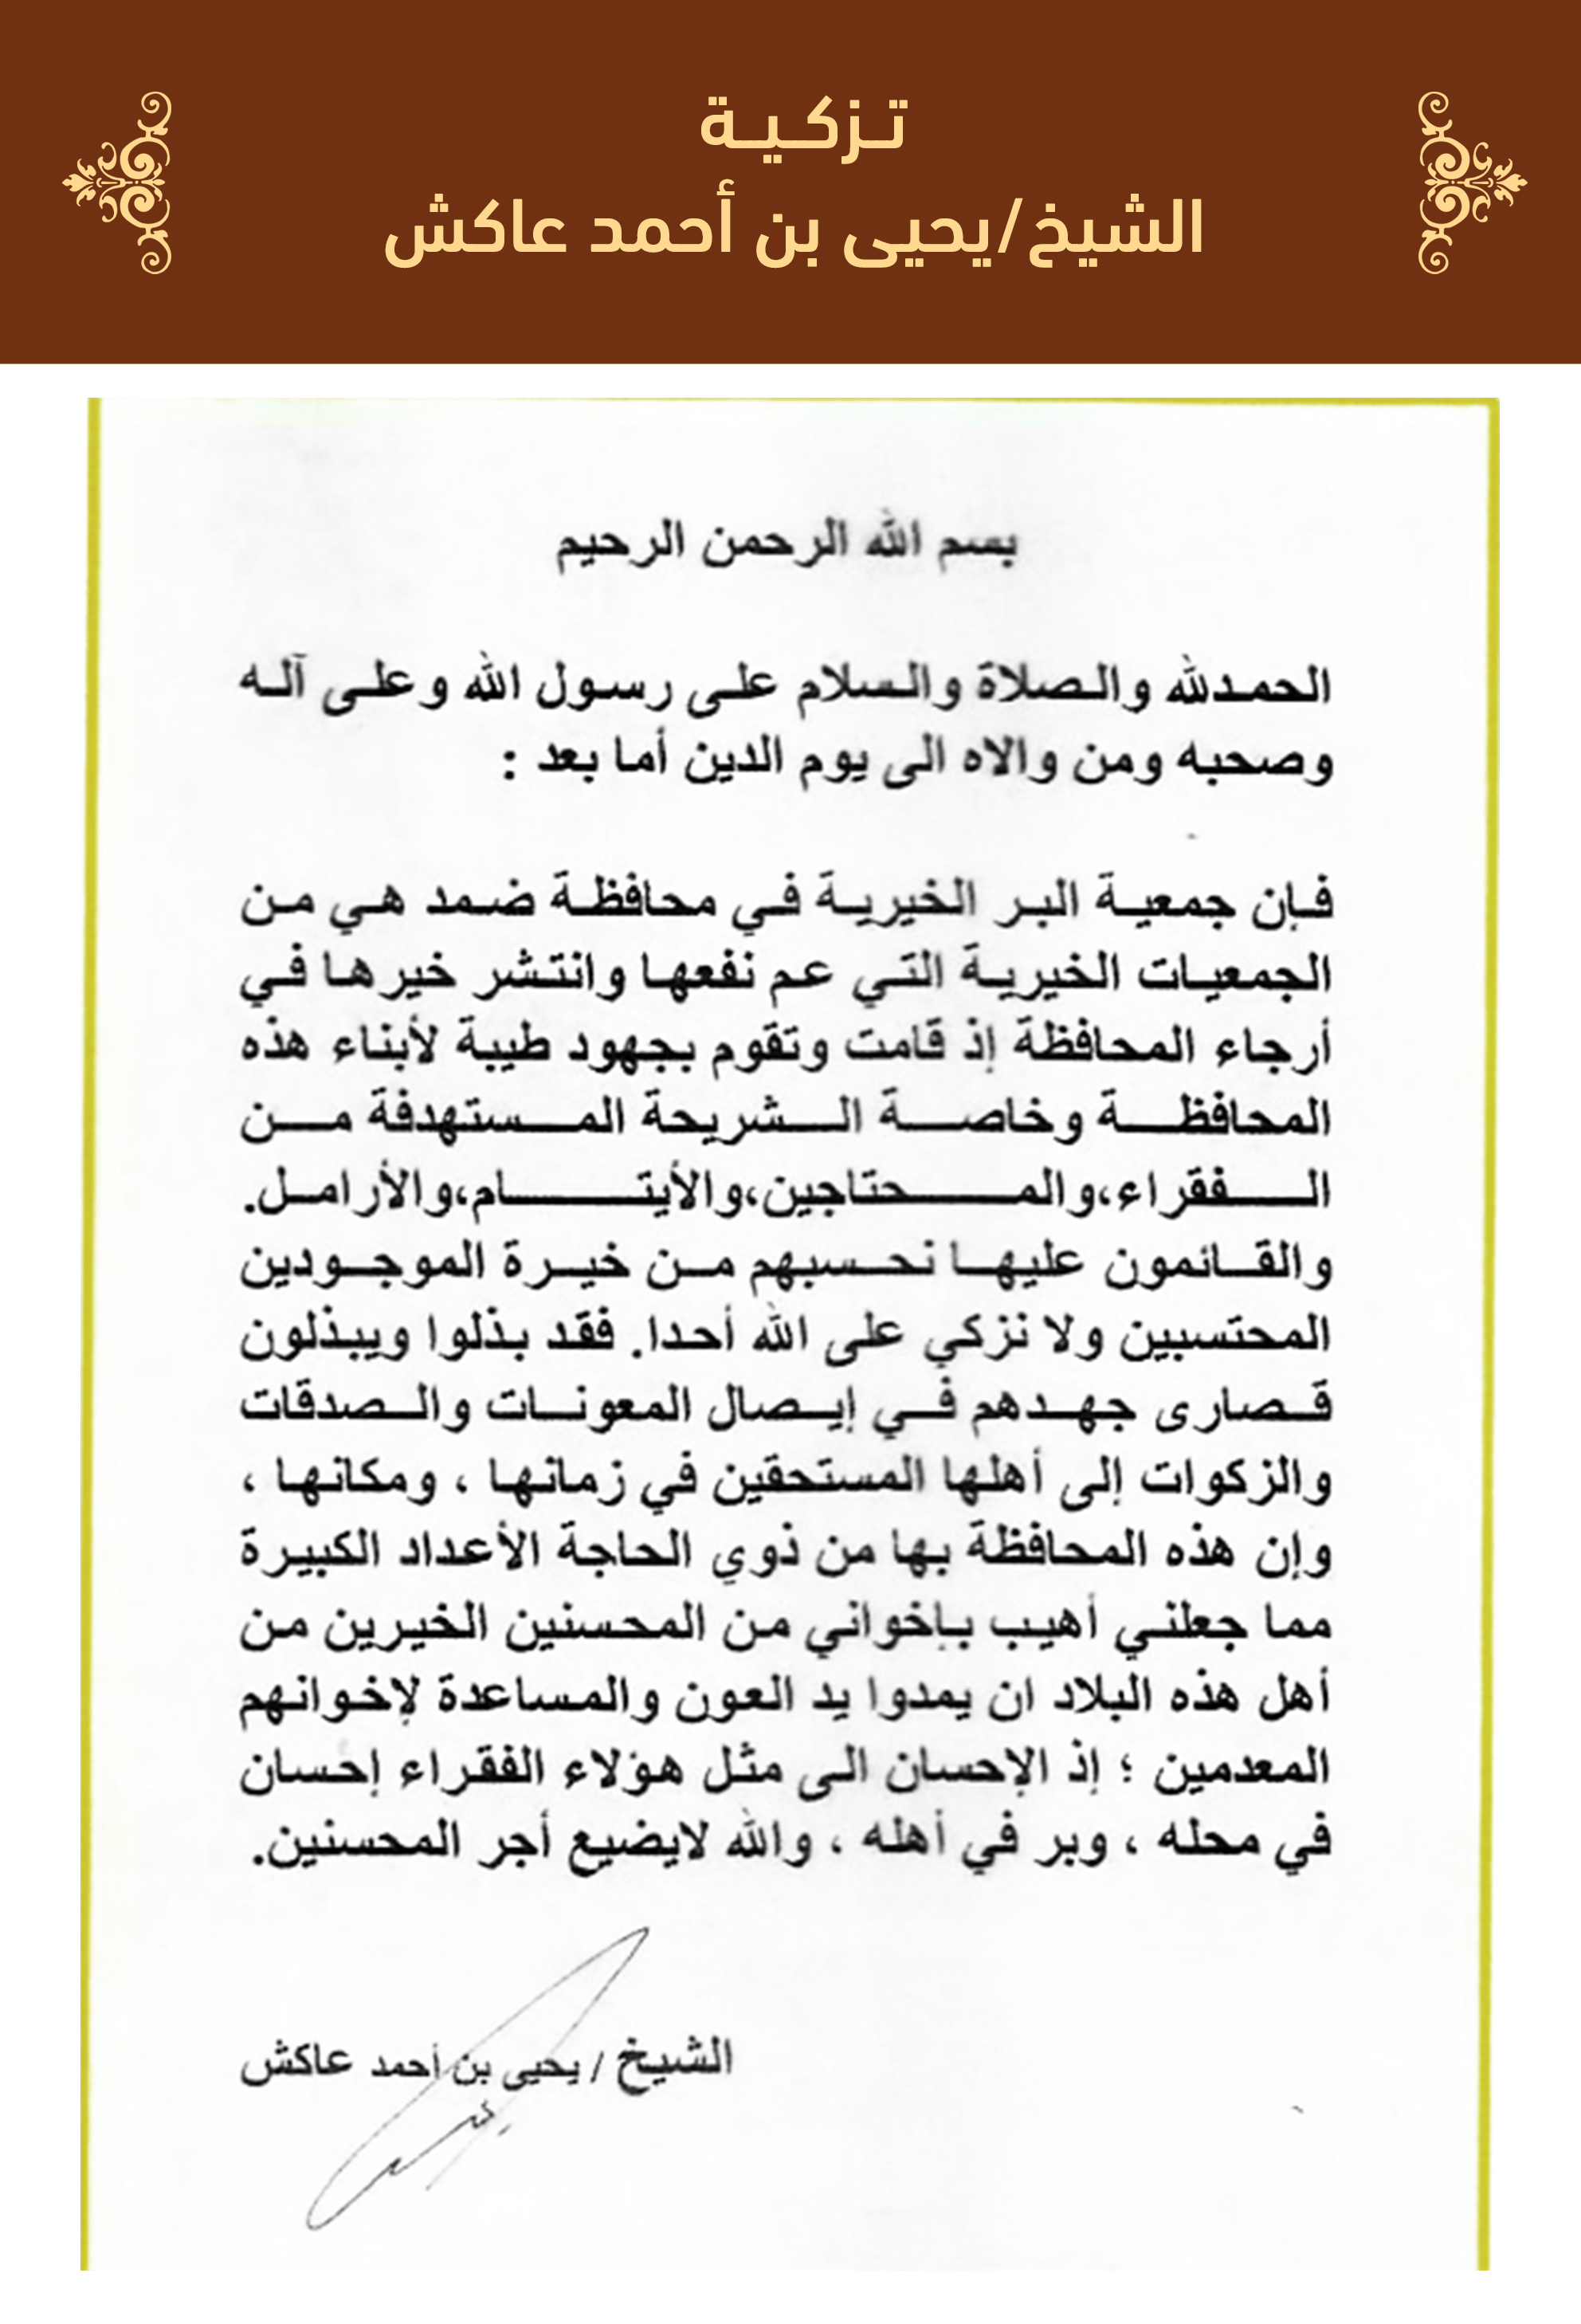 تزكية
الشيخ/يحيى بن أحمد عاكش
بسم الله الرحمن الرحيم
الحمدلله والصلاة والسلام على رسول الله وعلى آله
وصحبه ومن والاه الى يوم الدين أما بعد :
فإن جمعية البر الخيرية في محافظة ضمد هي من
الجمعيات الخيرية التي عم نفعها وانتشر خيرها في
أرجاء المحافظة إذ قامت وتقوم بجهود طيبة لأبناء هذه
المحافظة وخاصة الشريحة المستهدفة من
الفقراء،والمحتاجين،والأيتام،والأرامل.
والقائمون عليها نحسبهم من خيرة الموجودين
المحتسبين ولا نزكي على الله أحدا. فقد بذلوا ويبذلون
قصارى جهدهم في إيصال المعونات والصدقات
والزكوات إلى أهلها المستحقين في زمانها ، ومكانها ،
وإن هذه المحافظة بها من ذوي الحاجة الأعداد الكبيرة
مما جعلني أهيب بإخواني من المحسنين الخيرين من
أهل هذه البلاد ان يمدوا يد العون والمساعدة لإخوانهم
المعدمين ؛ إذ الإحسان الى مثل هؤلاء الفقراء إحسان
في محله ، وبر في أهله ، والله لايضيع أجر المحسنين.
الشيخ / يحيى بن أحمد عاكش